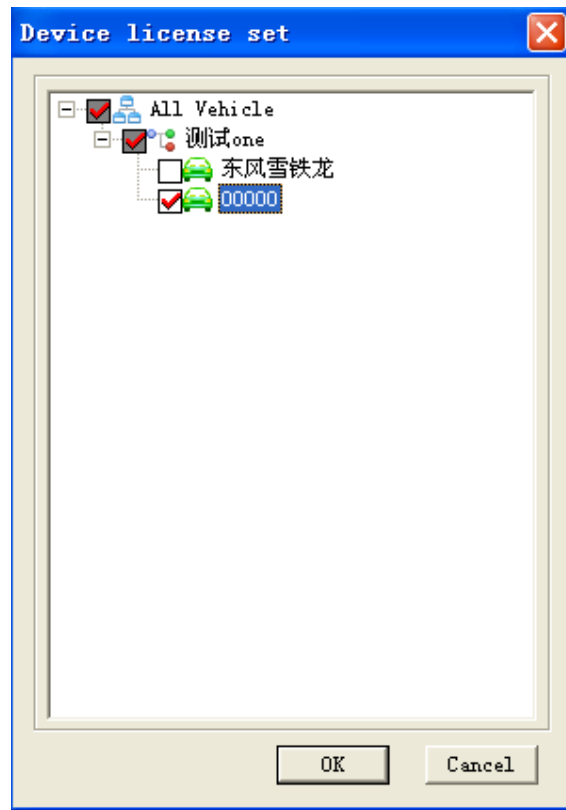 Device license set
All Vehicle
测试one
东风雪铁龙
00000
OK
Cancel